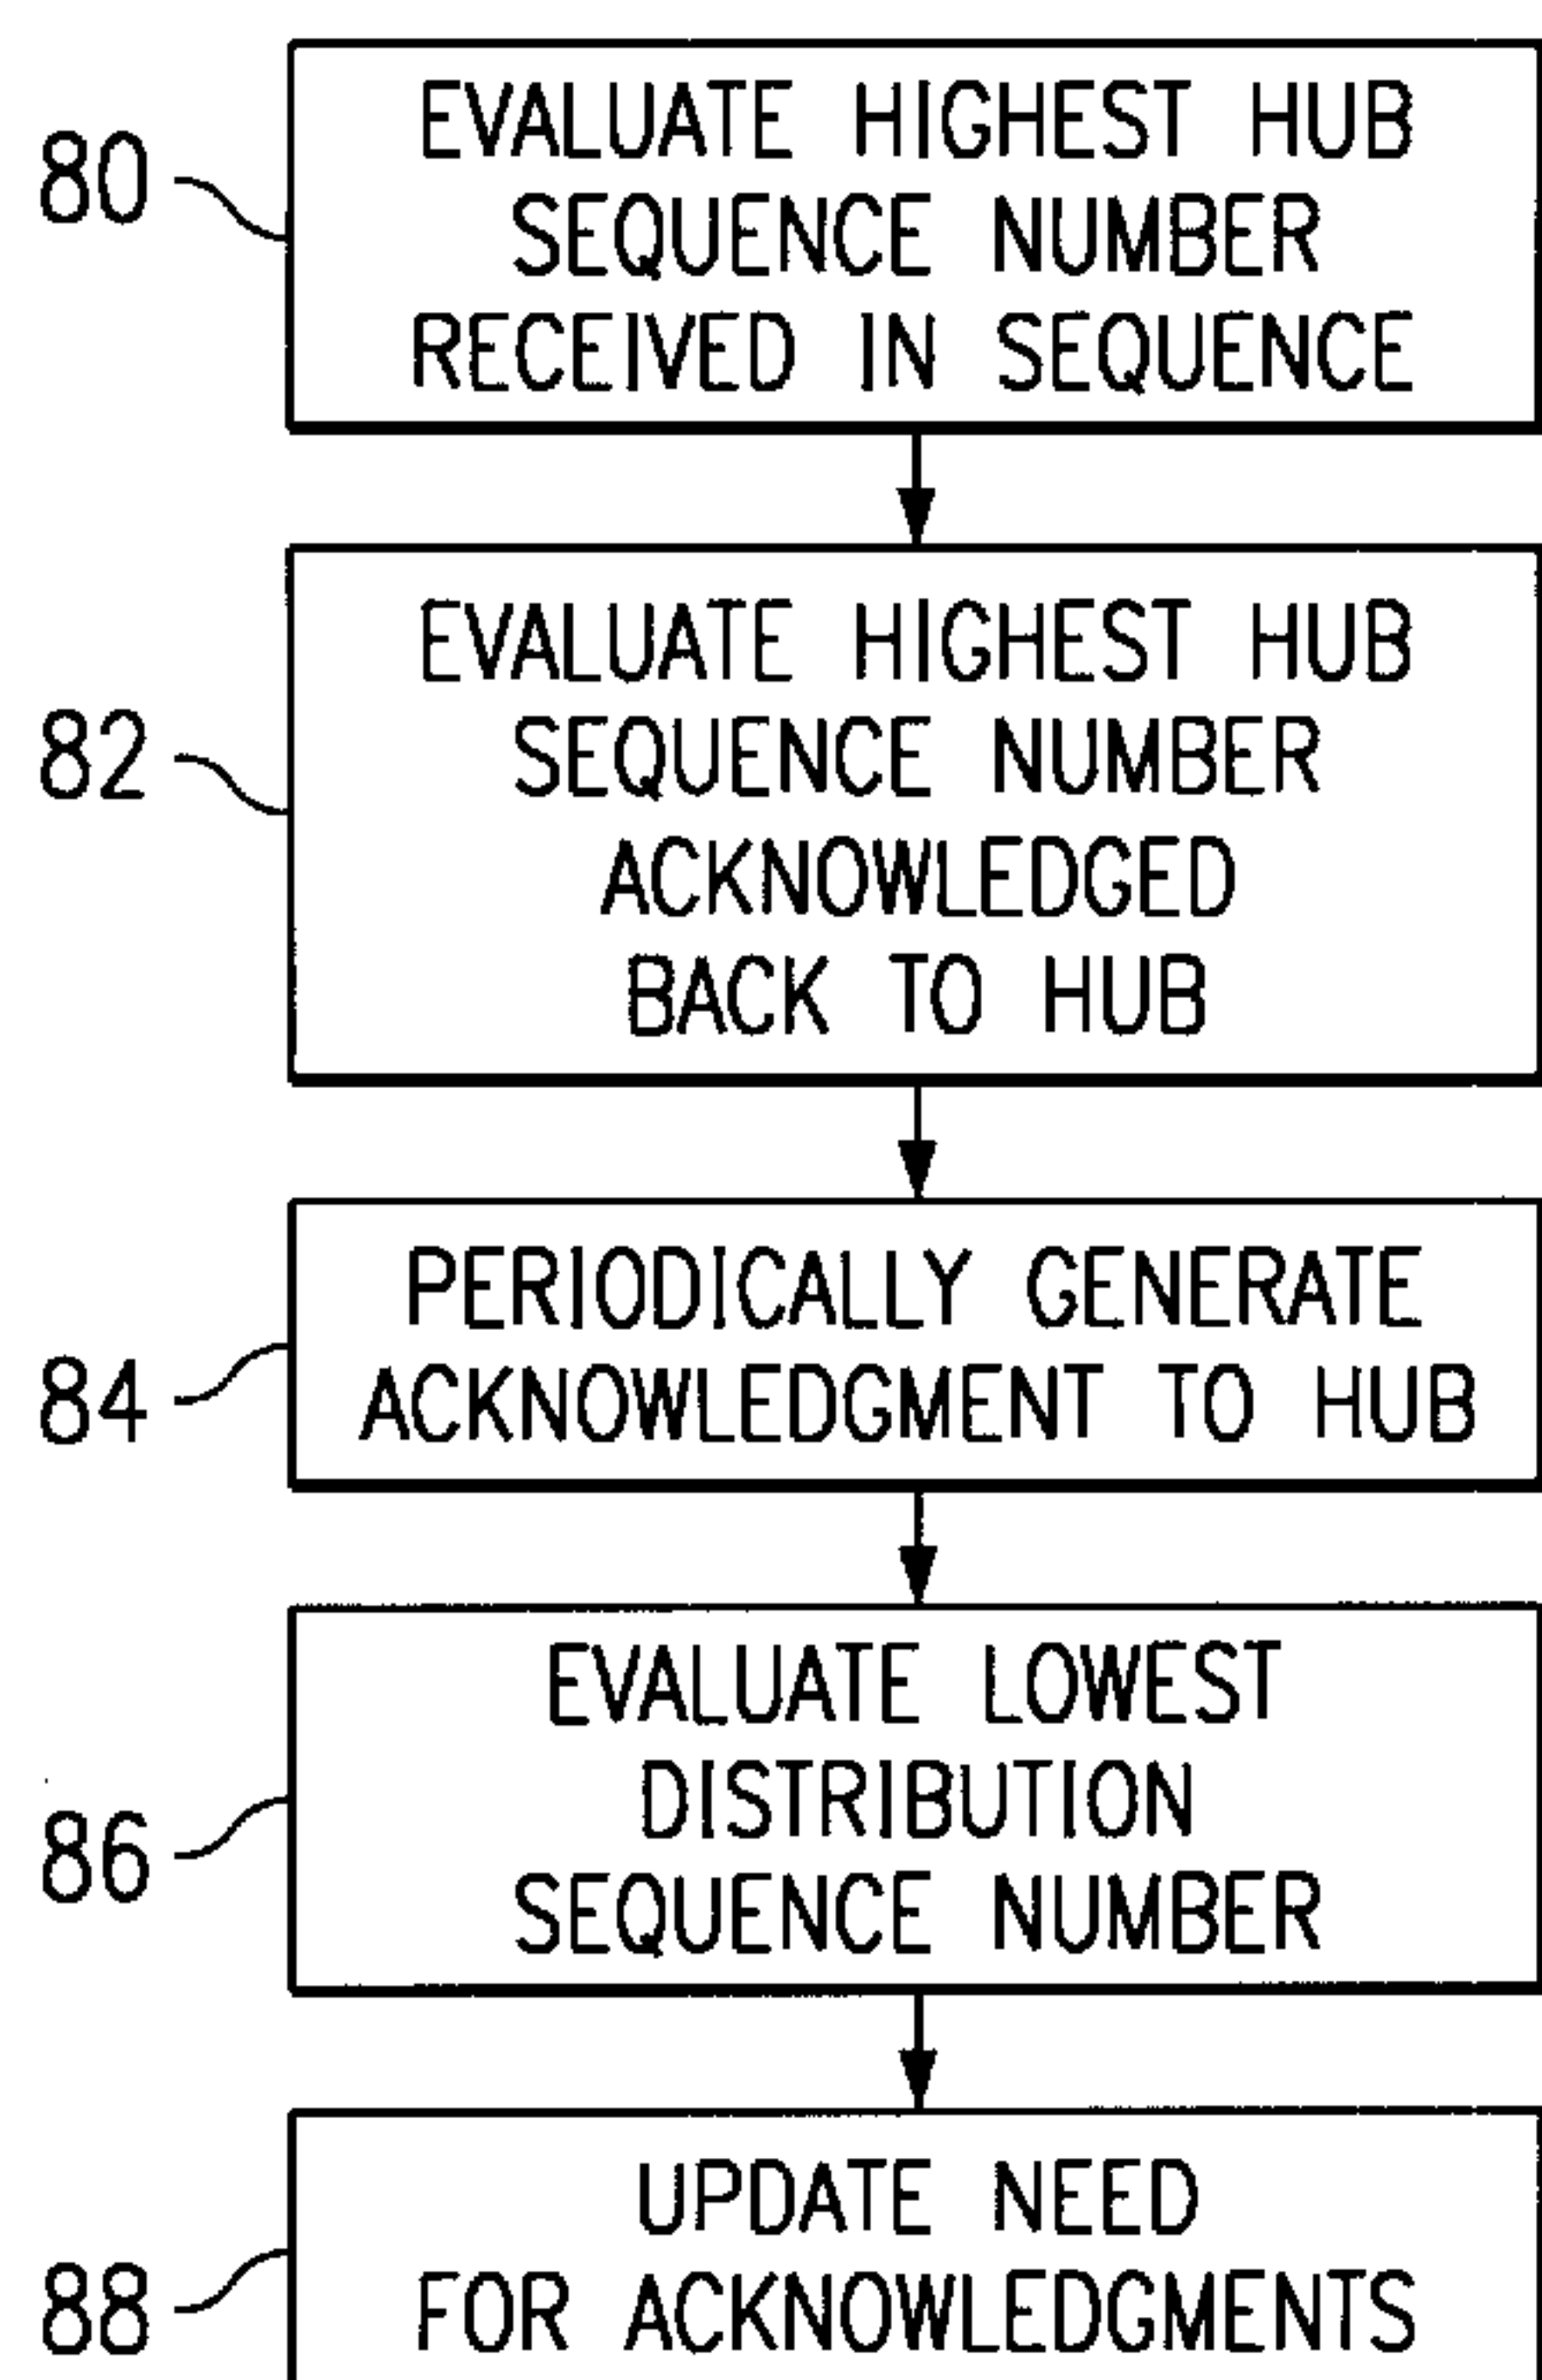 80
EVALUATE HIGHEST HUB
SEQUENCE NUMBER
RECEIVED IN SEQUENCE
82
EVALUATE HIGHEST HUB
SEQUENCE NUMBER
ACKNOWLEDGED
BACK TO HUB
84
PERIODICALLY GENERATE
ACKNOWLEDGMENT TO HUB
86
EVALUATE LOWEST
DISTRIBUTION
SEQUENCE NUMBER
88
UPDATE NEED
FOR ACKNOWLEDGMENTS